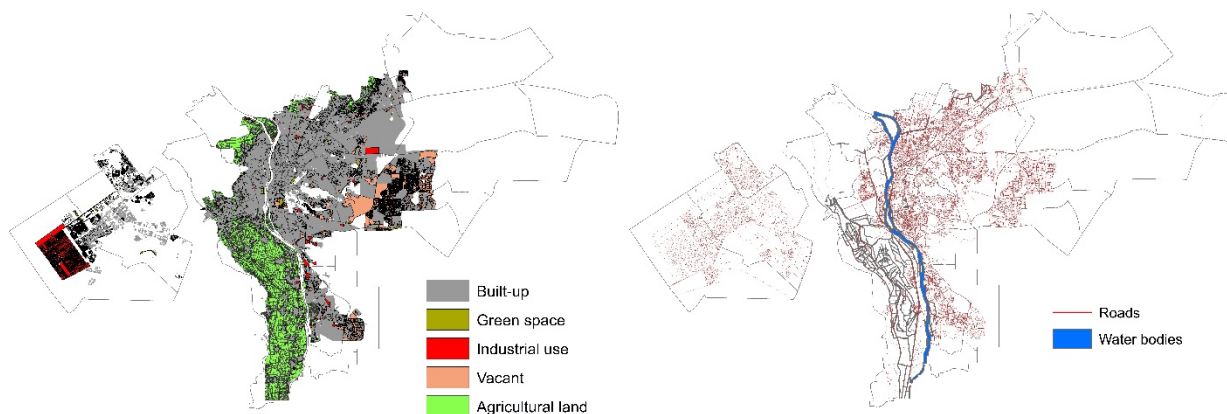 Built-up
Green space
Industrial use
Vacant
Agricultural land
Roads
Water bodies